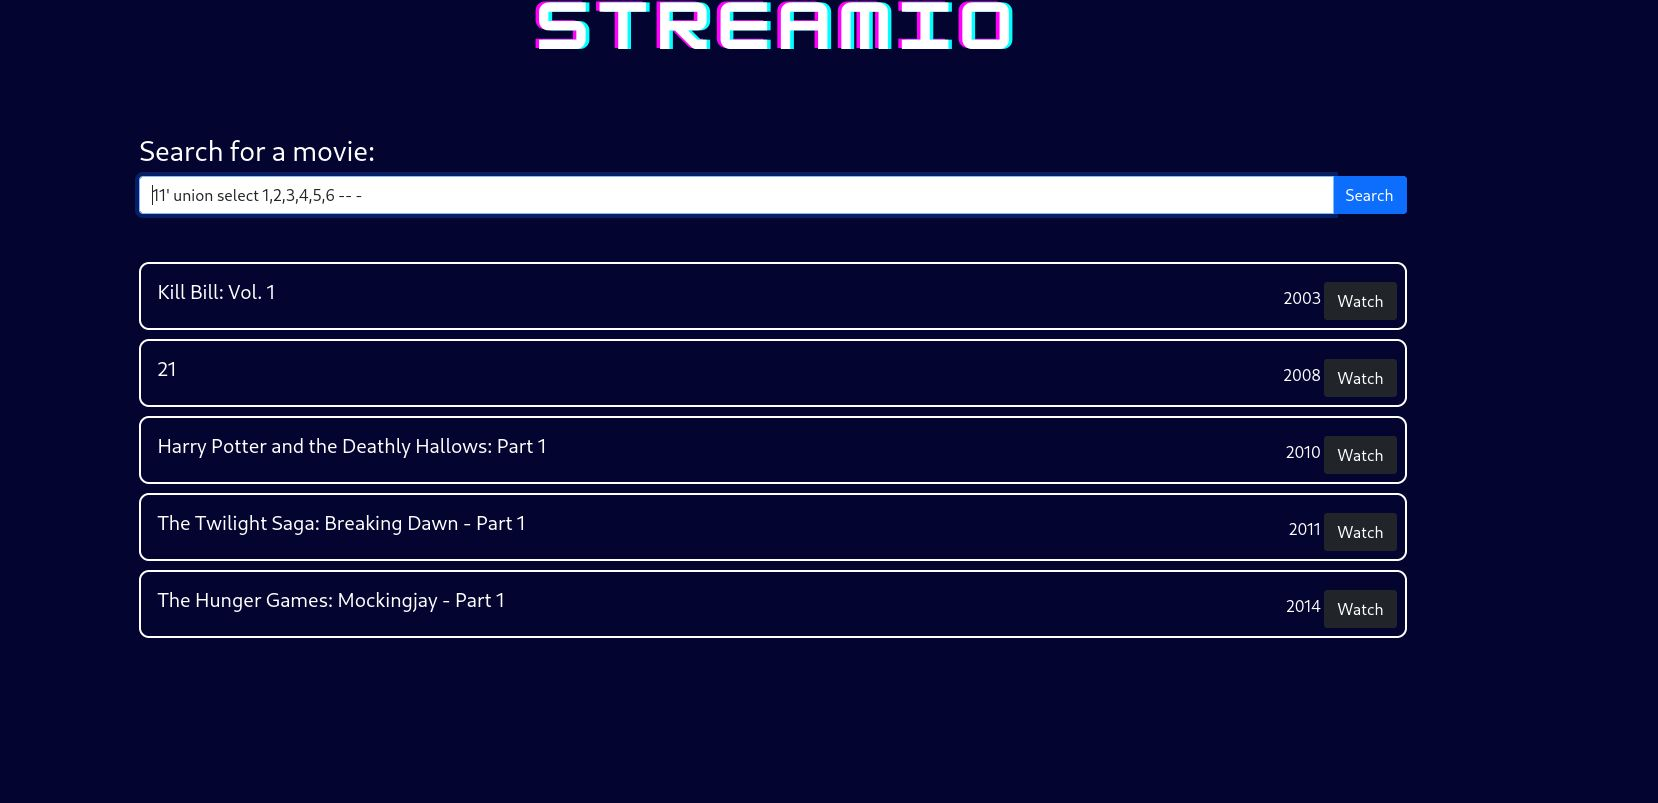 STREAMIO
Search for a movie:
11' union select 1,2,3,4,5,6 -- -
Search
Kill Bill: Vol. 1
2003 Watch
21
2008 Watch
Harry Potter and the Deathly Hallows: Part 1
2010 Watch
The Twilight Saga: Breaking Dawn - Part 1
2011 Watch
The Hunger Games: Mockingjay - Part 1
2014 Watch